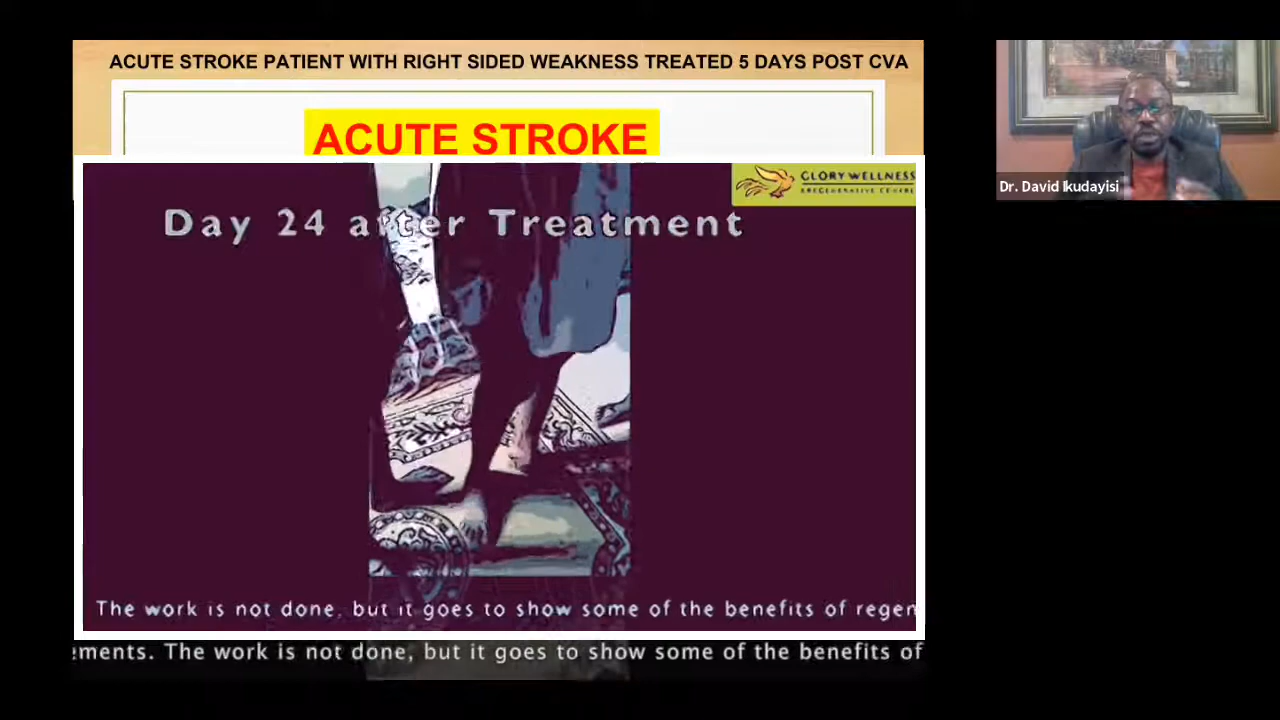 ACUTE STROKE PATIENT WITH RIGHT SIDED WEAKNESS TREATED 5 DAYS POST CVA
ACUTE STROKE
GLORY WELLNESS
& REGENERATIVE CENTRE
Day 24 after Treatment
Dr. David Ikudayisi
The work is not done, but it goes to show some of the benefits of regen
ements. The work is not done, but it goes to show some of the benefits of